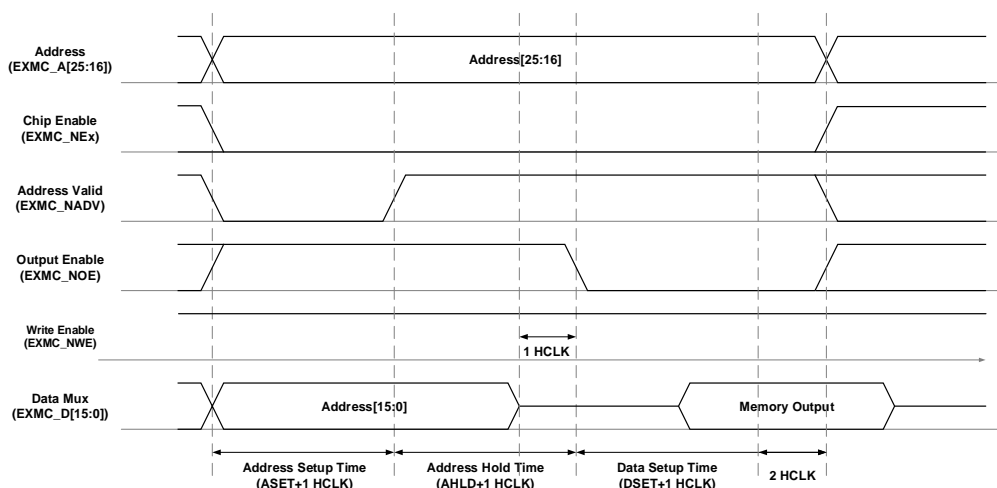 Address
(EXMC_A[25:16])
Address[25:16]
Chip Enable
(EXMC_NEx)
Address Valid
(EXMC_NADV)
Output Enable
(EXMC_NOE)
Write Enable
(EXMC_NWE)
1 HCLK
Data Mux
(EXMC_D[15:0])
Address[15:0]
Memory Output
Address Setup Time
(ASET+1 HCLK)
Address Hold Time
(AHLD+1 HCLK)
Data Setup Time
(DSET+1 HCLK)
2 HCLK